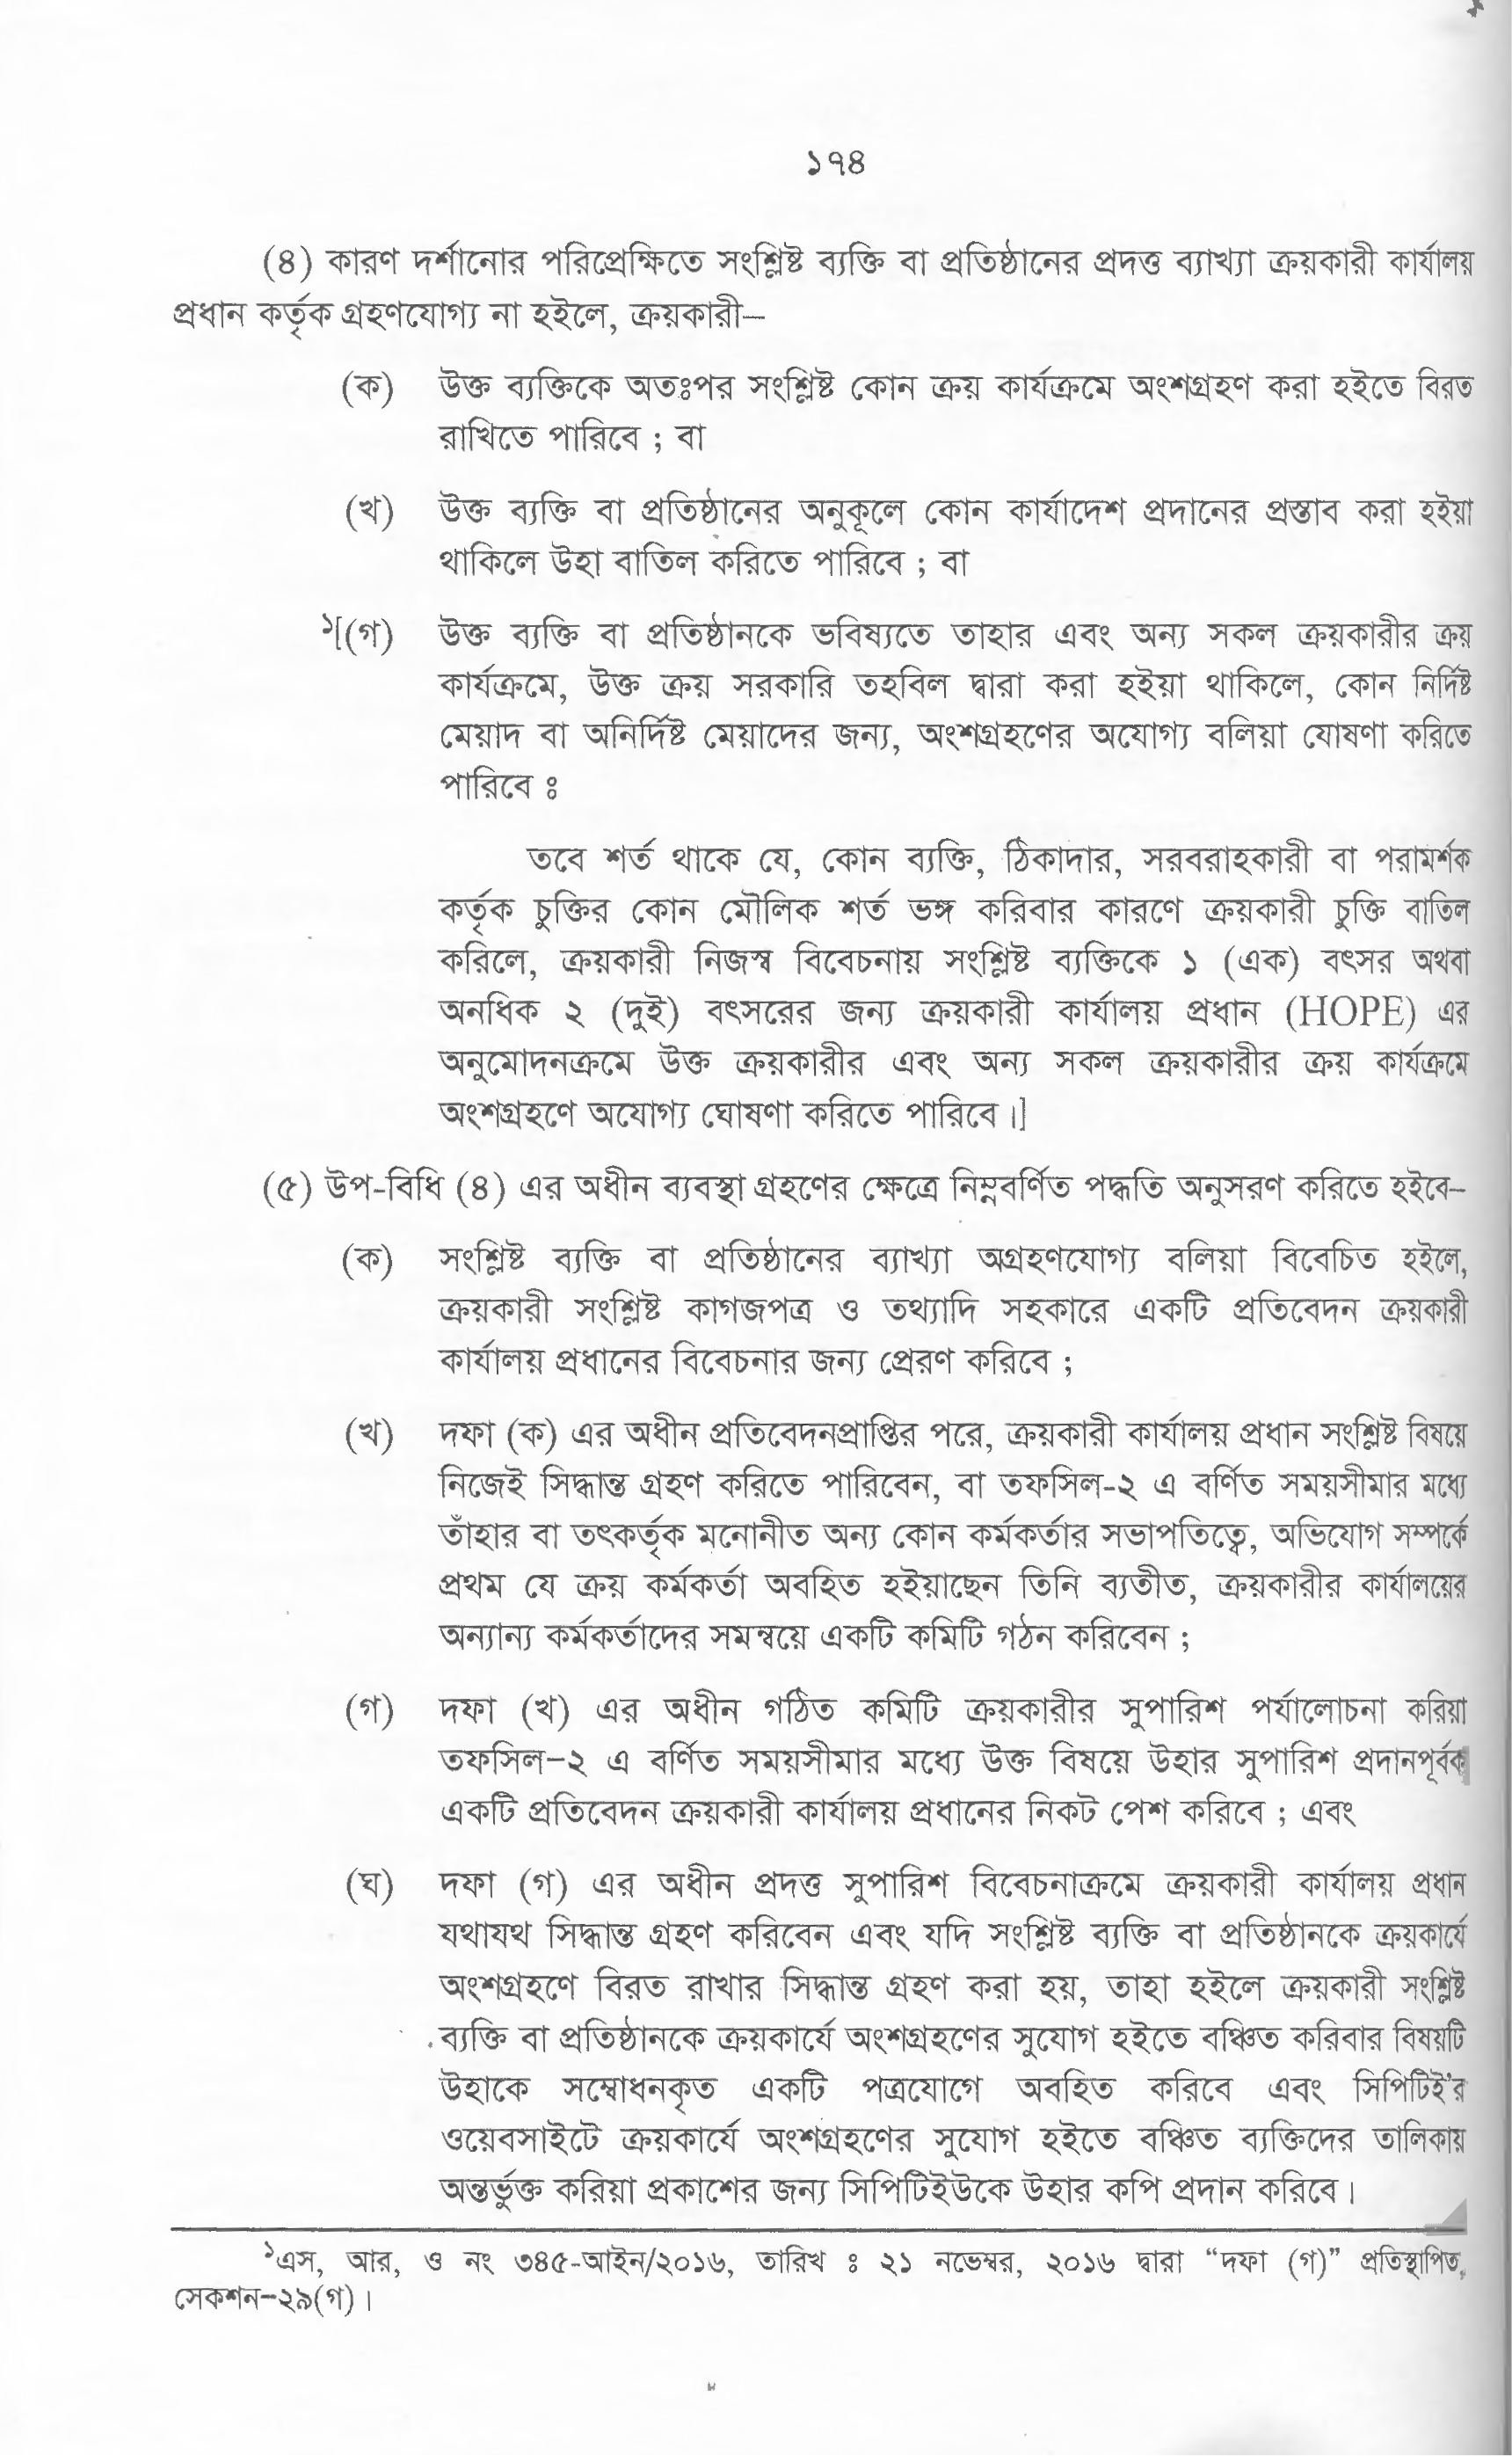 ১৭৪
(৪) কারণ দর্শানোর পরিপ্রেক্ষিতে সংশ্লিষ্ট ব্যক্তি বা প্রতিষ্ঠানের প্রদত্ত ব্যাখ্যা ক্রয়কারী কার্যালয়
প্রধান কর্তৃক গ্রহণযোগ্য না হইলে, ক্রয়কারী–
(ক) উক্ত ব্যক্তিকে অতঃপর সংশ্লিষ্ট কোন ক্রয় কার্যক্রমে অংশগ্রহণ করা হইতে বিরত
রাখিতে পারিবে ; বা
(খ) উক্ত ব্যক্তি বা প্রতিষ্ঠানের অনুকূলে কোন কার্যাদেশ প্রদানের প্রস্তাব করা হইয়া
থাকিলে উহা বাতিল করিতে পারিবে ; বা
১[(গ) উক্ত ব্যক্তি বা প্রতিষ্ঠানকে ভবিষ্যতে তাহার এবং অন্য সকল ক্রয়কারীর ক্রয়
কার্যক্রমে, উক্ত ক্রয় সরকারি তহবিল দ্বারা করা হইয়া থাকিলে, কোন নির্দিষ্ট
মেয়াদ বা অনির্দিষ্ট মেয়াদের জন্য, অংশগ্রহণের অযোগ্য বলিয়া ঘোষণা করিতে
পারিবে ঃ
তবে শর্ত থাকে যে, কোন ব্যক্তি, ঠিকাদার, সরবরাহকারী বা পরামর্শক
কর্তৃক চুক্তির কোন মৌলিক শর্ত ভঙ্গ করিবার কারণে ক্রয়কারী চুক্তি বাতিল
করিলে, ক্রয়কারী নিজস্ব বিবেচনায় সংশ্লিষ্ট ব্যক্তিকে ১ (এক) বৎসর অথবা
অনধিক ২ (দুই) বৎসরের জন্য ক্রয়কারী কার্যালয় প্রধান (HOPE) এর
অনুমোদনক্রমে উক্ত ক্রয়কারীর এবং অন্য সকল ক্রয়কারীর ক্রয় কার্যক্রমে
অংশগ্রহণে অযোগ্য ঘোষণা করিতে পারিবে।]
(৫) উপ-বিধি (৪) এর অধীন ব্যবস্থা গ্রহণের ক্ষেত্রে নিম্নবর্ণিত পদ্ধতি অনুসরণ করিতে হইবে–
(ক) সংশ্লিষ্ট ব্যক্তি বা প্রতিষ্ঠানের ব্যাখ্যা অগ্রহণযোগ্য বলিয়া বিবেচিত হইলে,
ক্রয়কারী সংশ্লিষ্ট কাগজপত্র ও তথ্যাদি সহকারে একটি প্রতিবেদন ক্রয়কারী
কার্যালয় প্রধানের বিবেচনার জন্য প্রেরণ করিবে ;
(খ) দফা (ক) এর অধীন প্রতিবেদনপ্রাপ্তির পরে, ক্রয়কারী কার্যালয় প্রধান সংশ্লিষ্ট বিষয়ে
নিজেই সিদ্ধান্ত গ্রহণ করিতে পারিবেন, বা তফসিল-২ এ বর্ণিত সময়সীমার মধ্যে
তাঁহার বা তৎকর্তৃক মনোনীত অন্য কোন কর্মকর্তার সভাপতিত্বে, অভিযোগ সম্পর্কে
প্রথম যে ক্রয় কর্মকর্তা অবহিত হইয়াছেন তিনি ব্যতীত, ক্রয়কারীর কার্যালয়ের
অন্যান্য কর্মকর্তাদের সমন্বয়ে একটি কমিটি গঠন করিবেন ;
(গ) দফা (খ) এর অধীন গঠিত কমিটি ক্রয়কারীর সুপারিশ পর্যালোচনা করিয়া
তফসিল–২ এ বর্ণিত সময়সীমার মধ্যে উক্ত বিষয়ে উহার সুপারিশ প্রদানপূর্বক
একটি প্রতিবেদন ক্রয়কারী কার্যালয় প্রধানের নিকট পেশ করিবে ; এবং
(ঘ) দফা (গ) এর অধীন প্রদত্ত সুপারিশ বিবেচনাক্রমে ক্রয়কারী কার্যালয় প্রধান
যথাযথ সিদ্ধান্ত গ্রহণ করিবেন এবং যদি সংশ্লিষ্ট ব্যক্তি বা প্রতিষ্ঠানকে ক্রয়কার্যে
অংশগ্রহণে বিরত রাখার সিদ্ধান্ত গ্রহণ করা হয়, তাহা হইলে ক্রয়কারী সংশ্লিষ্ট
ব্যক্তি বা প্রতিষ্ঠানকে ক্রয়কার্যে অংশগ্রহণের সুযোগ হইতে বঞ্চিত করিবার বিষয়টি
উহাকে সম্বোধনকৃত একটি পত্রযোগে অবহিত করিবে এবং সিপিটিই'র
ওয়েবসাইটে ক্রয়কার্যে অংশগ্রহণের সুযোগ হইতে বঞ্চিত ব্যক্তিদের তালিকায়
অন্তর্ভুক্ত করিয়া প্রকাশের জন্য সিপিটিইউকে উহার কপি প্রদান করিবে।
১এস, আর, ও নং ৩৪৫-আইন/২০১৬, তারিখ ঃ ২১ নভেম্বর, ২০১৬ দ্বারা “দফা (গ)” প্রতিস্থাপিত,
সেকশন–২৯(গ)।